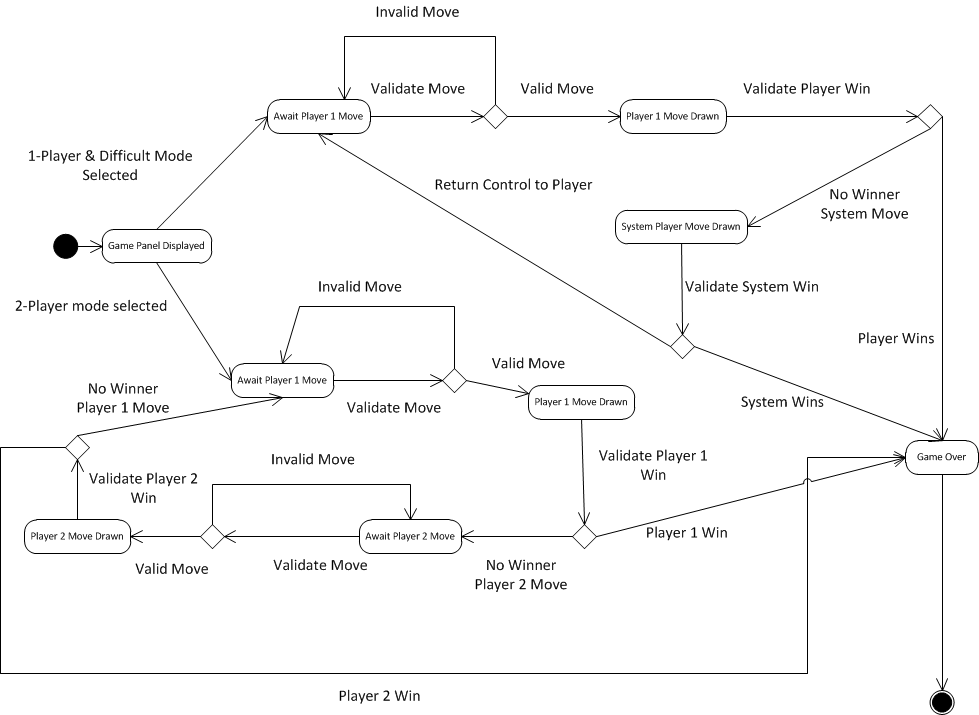 Invalid Move
Validate Move
Valid Move
Validate Player Win
Await Player 1 Move
Player 1 Move Drawn
1-Player & Difficult Mode
Selected
Return Control to Player
No Winner
System Move
System Player Move Drawn
Game Panel Displayed
2-Player mode selected
Invalid Move
Validate System Win
Player Wins
Valid Move
Await Player 1 Move
No Winner
Player 1 Move
Validate Move
Player 1 Move Drawn
System Wins
Invalid Move
Validate Player 1
Win
Game Over
Validate Player 2
Win
Player 2 Move Drawn
Await Player 2 Move
Player 1 Win
Valid Move
Validate Move
No Winner
Player 2 Move
Player 2 Win